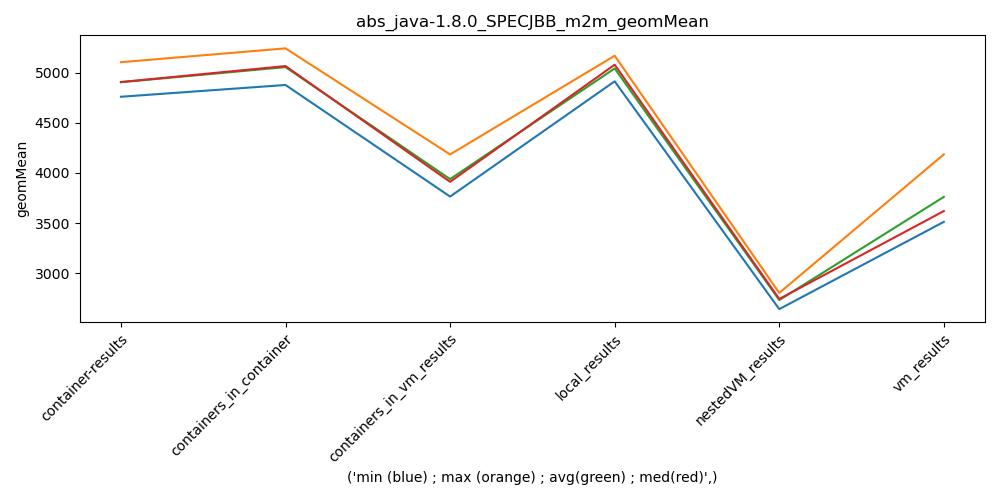 abs_java-1.8.0_SPECJBB_m2m_geomMean
geomMean
5000
4500
4000
3500
3000
container-results
containers_in_container
containers_in_vm_results
local_results
nestedVM_results
vm_results
('min (blue) ; max (orange) ; avg(green) ; med(red)',)